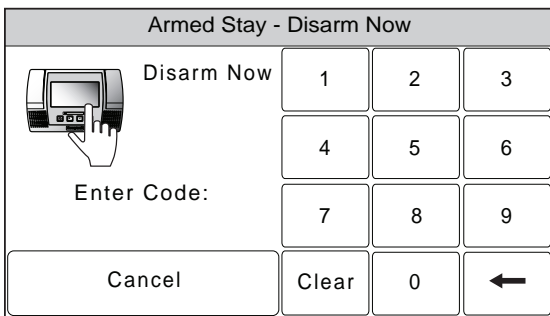 Armed Stay - Disarm Now
Disarm Now
1 2 3
4 5 6
Enter Code:
7 8 9
Cancel Clear 0